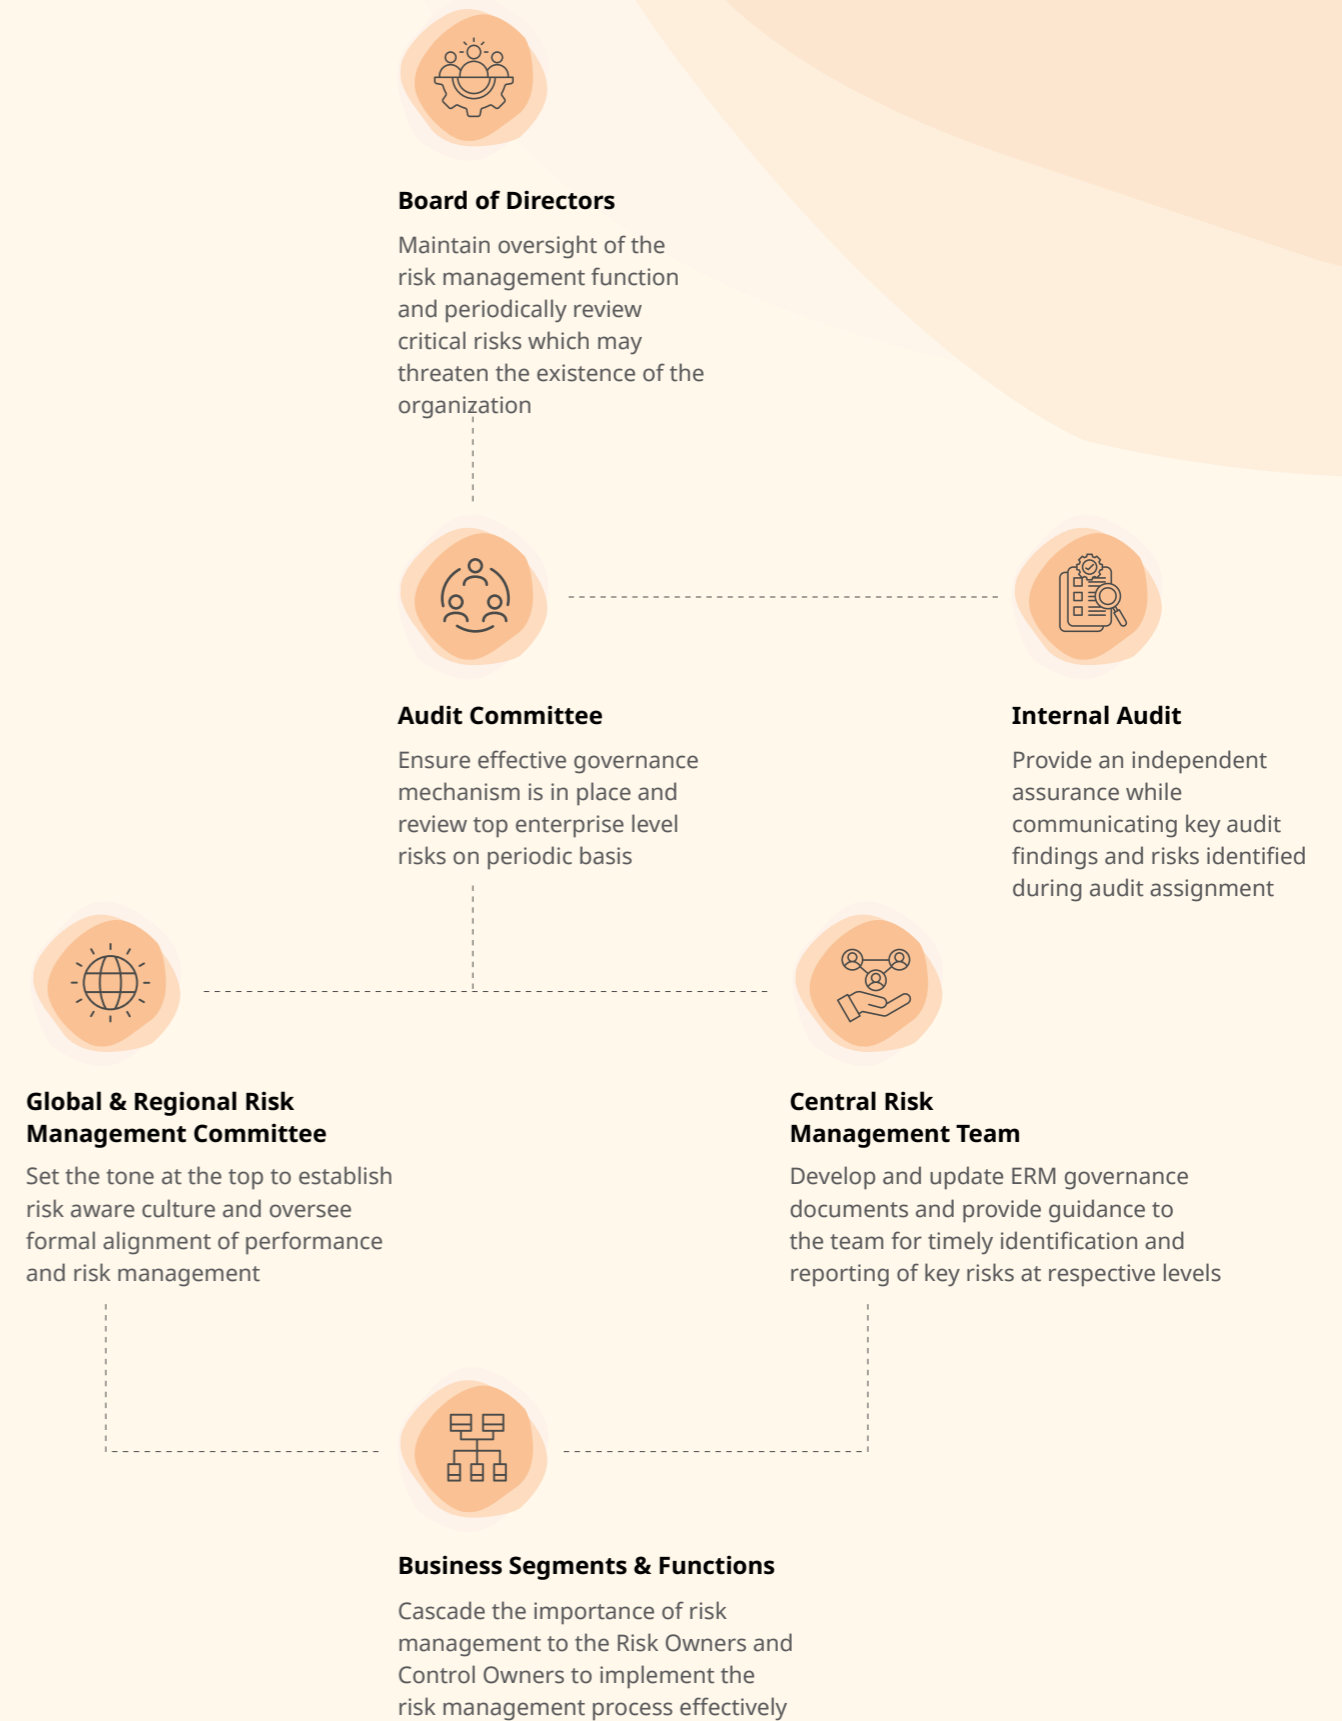 Board of Directors
Maintain oversight of the
risk management function
and periodically review
critical risks which may
threaten the existence of the
organization
Audit Committee
Ensure effective governance
mechanism is in place and
review top enterprise level
risks on periodic basis
Internal Audit
Provide an independent
assurance while
communicating key audit
findings and risks identified
during audit assignment
Global & Regional Risk
Management Committee
Set the tone at the top to establish
risk aware culture and oversee
formal alignment of performance
and risk management
Central Risk
Management Team
Develop and update ERM governance
documents and provide guidance to
the team for timely identification and
reporting of key risks at respective levels
Business Segments & Functions
Cascade the importance of risk
management to the Risk Owners and
Control Owners to implement the
risk management process effectively